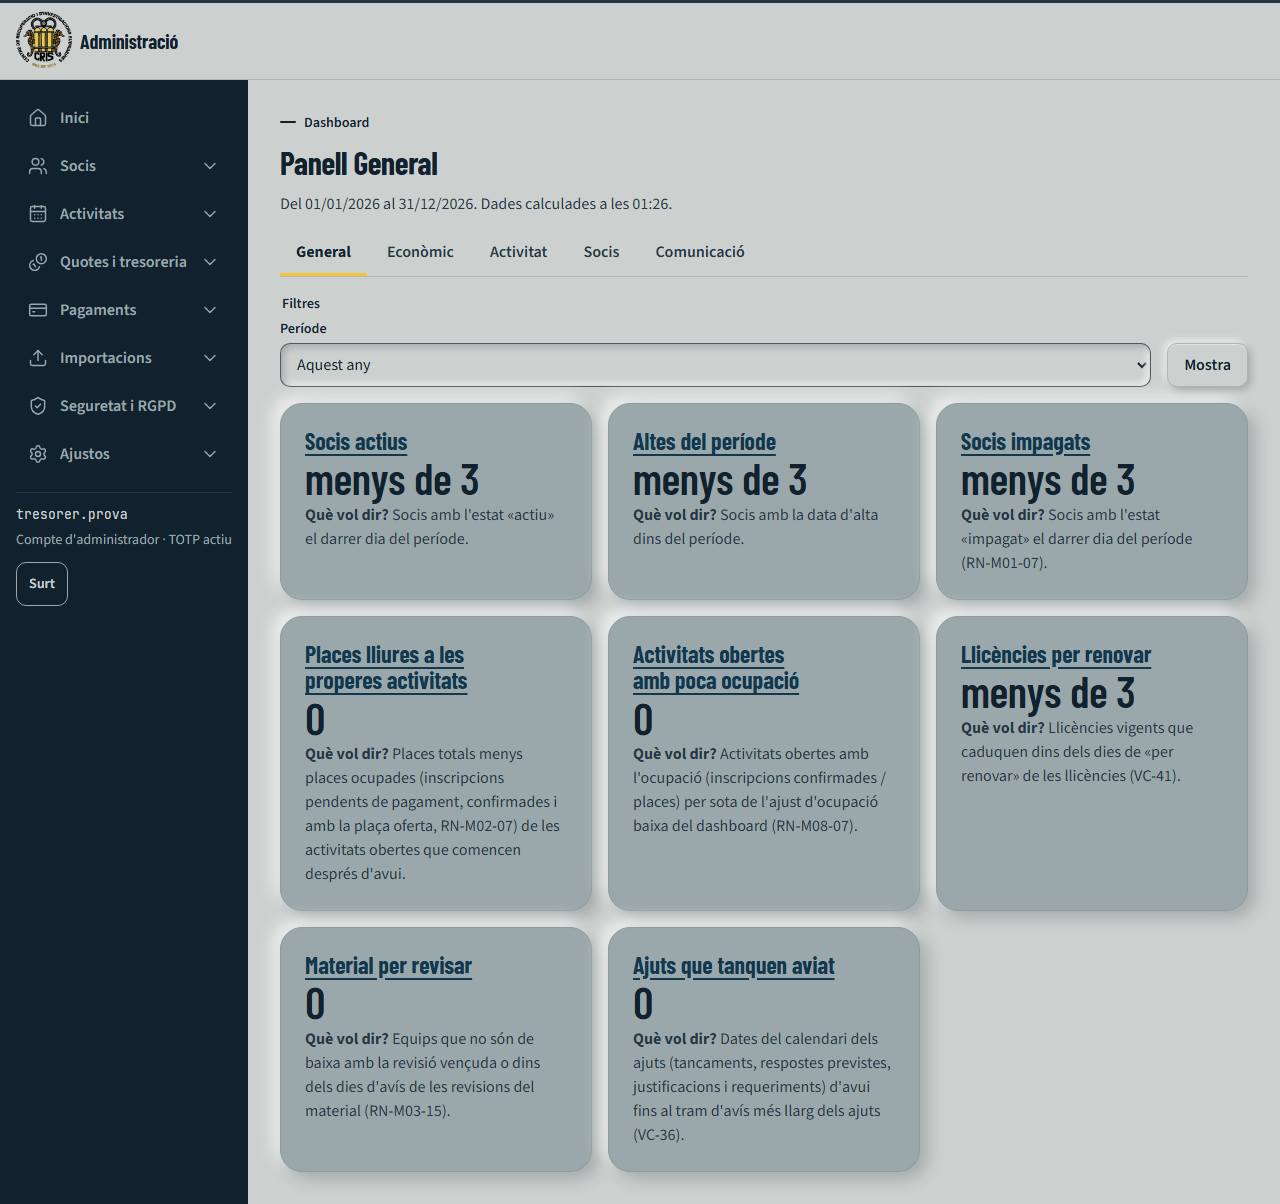 CRIS
Administració
Inici
Socis
Activitats
Quotes i tresoreria
Pagaments
Importacions
Seguretat i RGPD
Ajustos
tresorer.prova
Compte d'administrador · TOTP actiu
Surt
Dashboard
Panell General
Del 01/01/2026 al 31/12/2026. Dades calculades a les 01:26.
General Econòmic Activitat Socis Comunicació
Filtres
Període
Aquest any
Mostra
Socis actius
menys de 3
Què vol dir? Socis amb l'estat «actiu»
el darrer dia del període.
Altes del període
menys de 3
Què vol dir? Socis amb la data d'alta
dins del període.
Socis impagats
menys de 3
Què vol dir? Socis amb l'estat
«impagat» el darrer dia del període
(RN-M01-07).
Places lliures a les
properes activitats
0
Què vol dir? Places totals menys
places ocupades (inscripcions
pendents de pagament, confirmades i
amb la plaça oferta, RN-M02-07) de les
activitats obertes que comencen
després d'avui.
Activitats obertes
amb poca ocupació
0
Què vol dir? Activitats obertes amb
l'ocupació (inscripcions confirmades /
places) per sota de l'ajust d'ocupació
baixa del dashboard (RN-M08-07).
Llicències per renovar
menys de 3
Què vol dir? Llicències vigents que
caduquen dins dels dies de «per
renovar» de les llicències (VC-41).
Material per revisar
0
Què vol dir? Equips que no són de
baixa amb la revisió vençuda o dins
dels dies d'avís de les revisions del
material (RN-M03-15).
Ajuts que tanquen aviat
0
Què vol dir? Dates del calendari dels
ajuts (tancaments, respostes previstes,
justificacions i requeriments) d'avui
fins al tram d'avís més llarg dels ajuts
(VC-36).